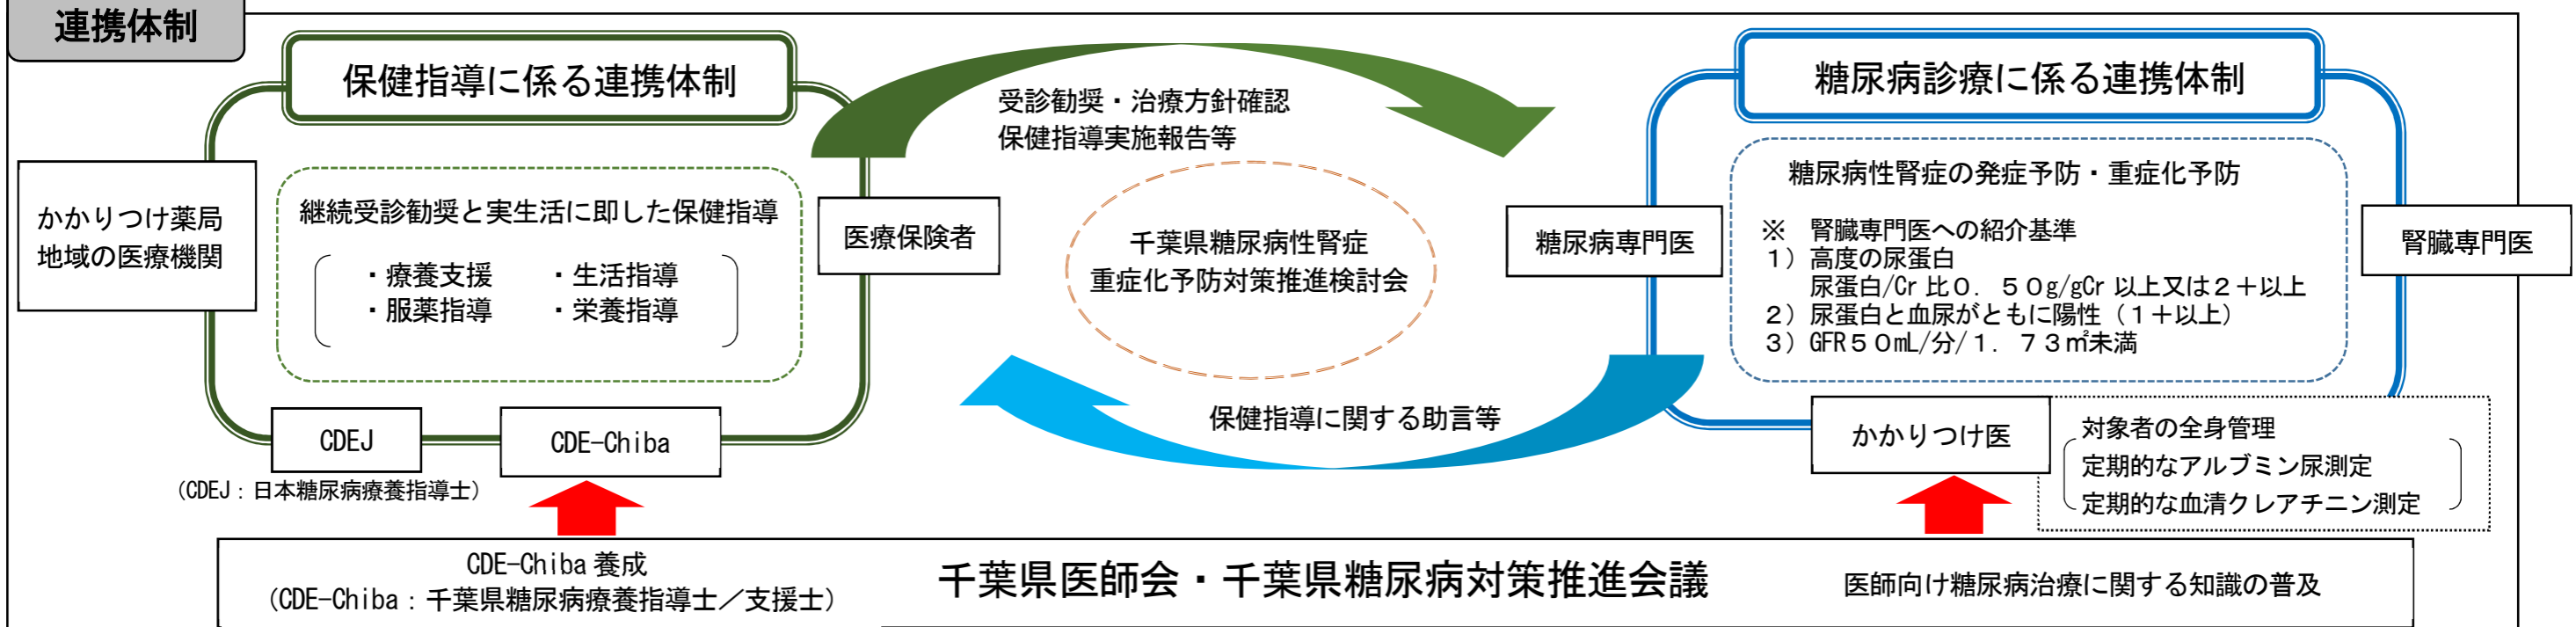 連携体制
保健指導に係る連携体制
かかりつけ薬局
地域の医療機関
継続受診勧奨と実生活に即した保健指導
・療養支援　・生活指導
・服薬指導　・栄養指導
医療保険者
CDEJ
CDE-Chiba
(CDEJ：日本糖尿病療養指導士)
受診勧奨・治療方針確認
保健指導実施報告等
千葉県糖尿病性腎症
重症化予防対策推進検討会
保健指導に関する助言等
糖尿病診療に係る連携体制
糖尿病専門医
糖尿病性腎症の発症予防・重症化予防
※　腎臓専門医への紹介基準
１）高度の尿蛋白
尿蛋白/Cr 比０．５０g/gCr 以上又は２＋以上
２）尿蛋白と血尿がともに陽性（１＋以上）
３）GFR５０mL/分/１．７３㎡未満
腎臓専門医
かかりつけ医
対象者の全身管理
定期的なアルブミン尿測定
定期的な血清クレアチニン測定
CDE-Chiba 養成
(CDE-Chiba：千葉県糖尿病療養指導士／支援士)
千葉県医師会・千葉県糖尿病対策推進会議
医師向け糖尿病治療に関する知識の普及